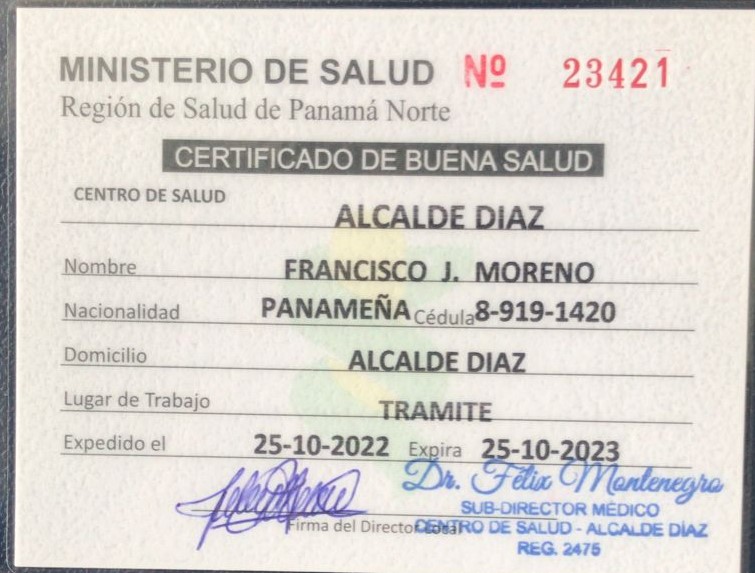 MINISTERIO DE SALUD Nº 23421
Región de Salud de Panamá Norte
CERTIFICADO DE BUENA SALUD
CENTRO DE SALUD
ALCALDE DIAZ
Nombre FRANCISCO J. MORENO
Nacionalidad PANAMEÑA Cédula 8-919-1420
Domicilio ALCALDE DIAZ
Lugar de Trabajo TRAMITE
Expedido el 25-10-2022 Expira 25-10-2023
Dr. Félix Montenegro
SUB-DIRECTOR MÉDICO
Firma del Director Local
CENTRO DE SALUD - ALCALDE DÍAZ
REG. 2475